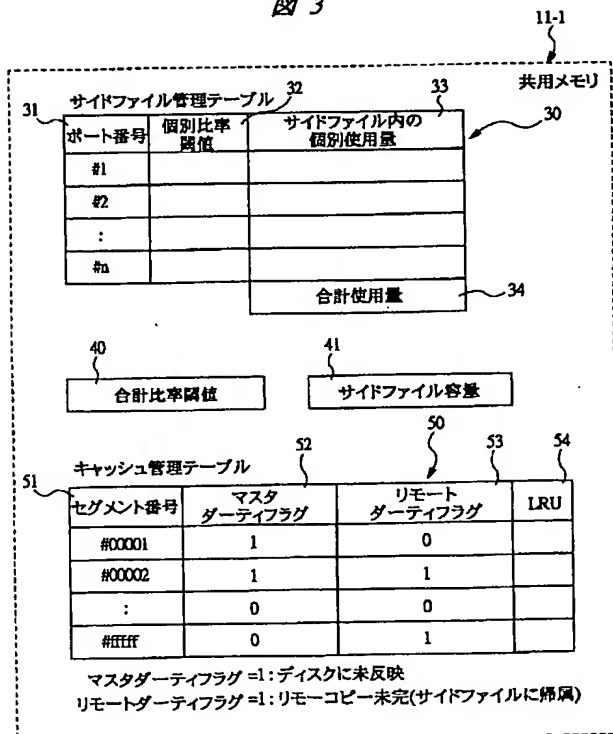 図 3
11-1
共用メモリ
サイドファイル管理テーブル
31
32
33
30
ポート番号 個別比率閾値 サイドファイル内の個別使用量
#1
#2
:
#n
合計使用量
34
40
41
合計比率閾値
サイドファイル容量
50
キャッシュ管理テーブル
51
52
53
54
セグメント番号 マスタダーティフラグ リモートダーティフラグ LRU
#00001 1 0
#00002 1 1
: 0 0
#fffff 0 1
マスタダーティフラグ =1:ディスクに未反映
リモートダーティフラグ =1:リモーコピー未完(サイドファイルに帰属)